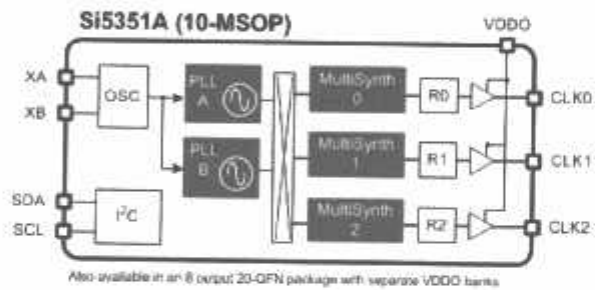 Si5351A (10-MSOP)
VDDO
XA
XB
OSC
PLL
A
PLL
B
MultiSynth
0
MultiSynth
1
MultiSynth
2
R0
R1
R2
CLK0
CLK1
CLK2
SDA
SCL
I²C
Also available in an 8 output 20-QFN package with separate VDDO banks